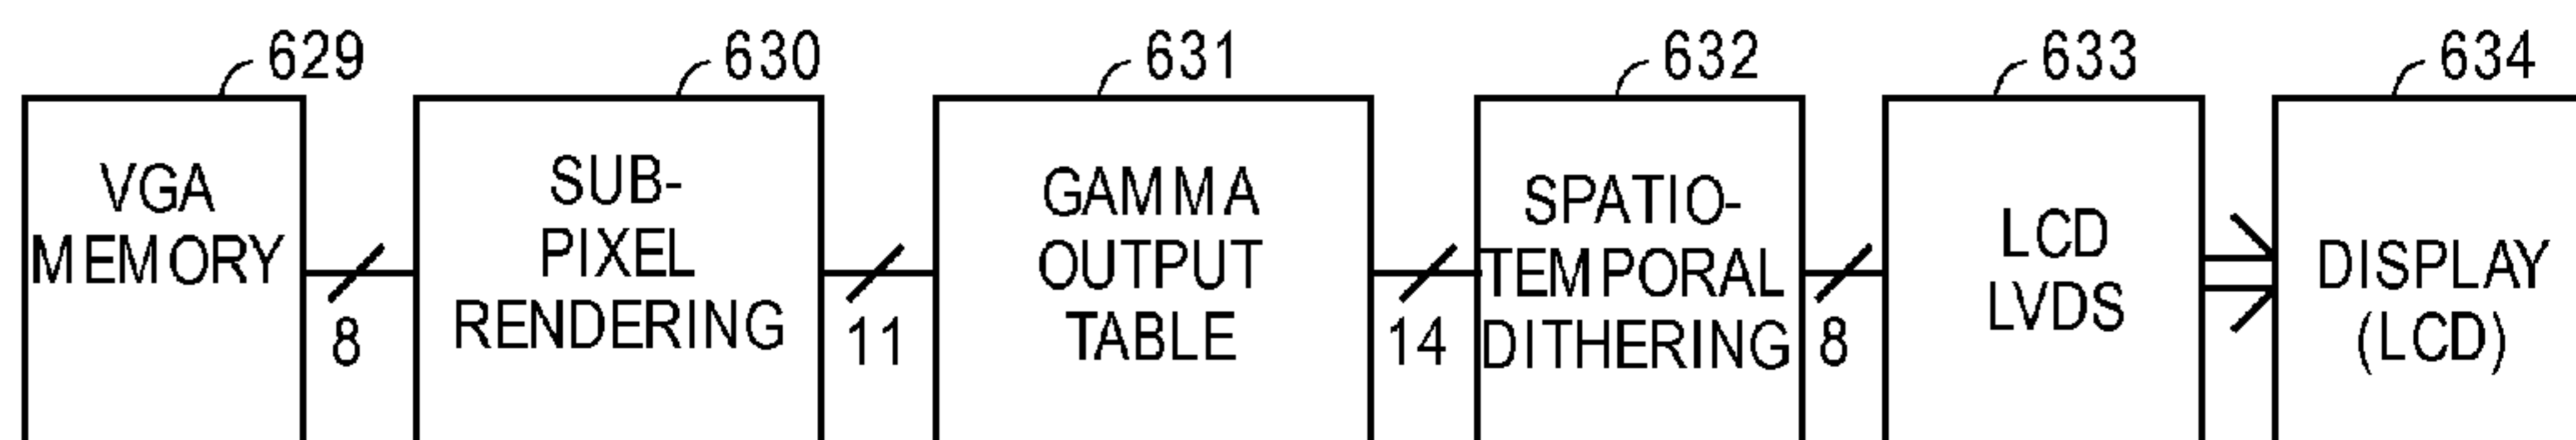 629
630
631
632
633
634
VGA
MEMORY
8
SUB-
PIXEL
RENDERING
11
GAMMA
OUTPUT
TABLE
14
SPATIO-
TEMPORAL
DITHERING
8
LCD
LVDS
DISPLAY
(LCD)